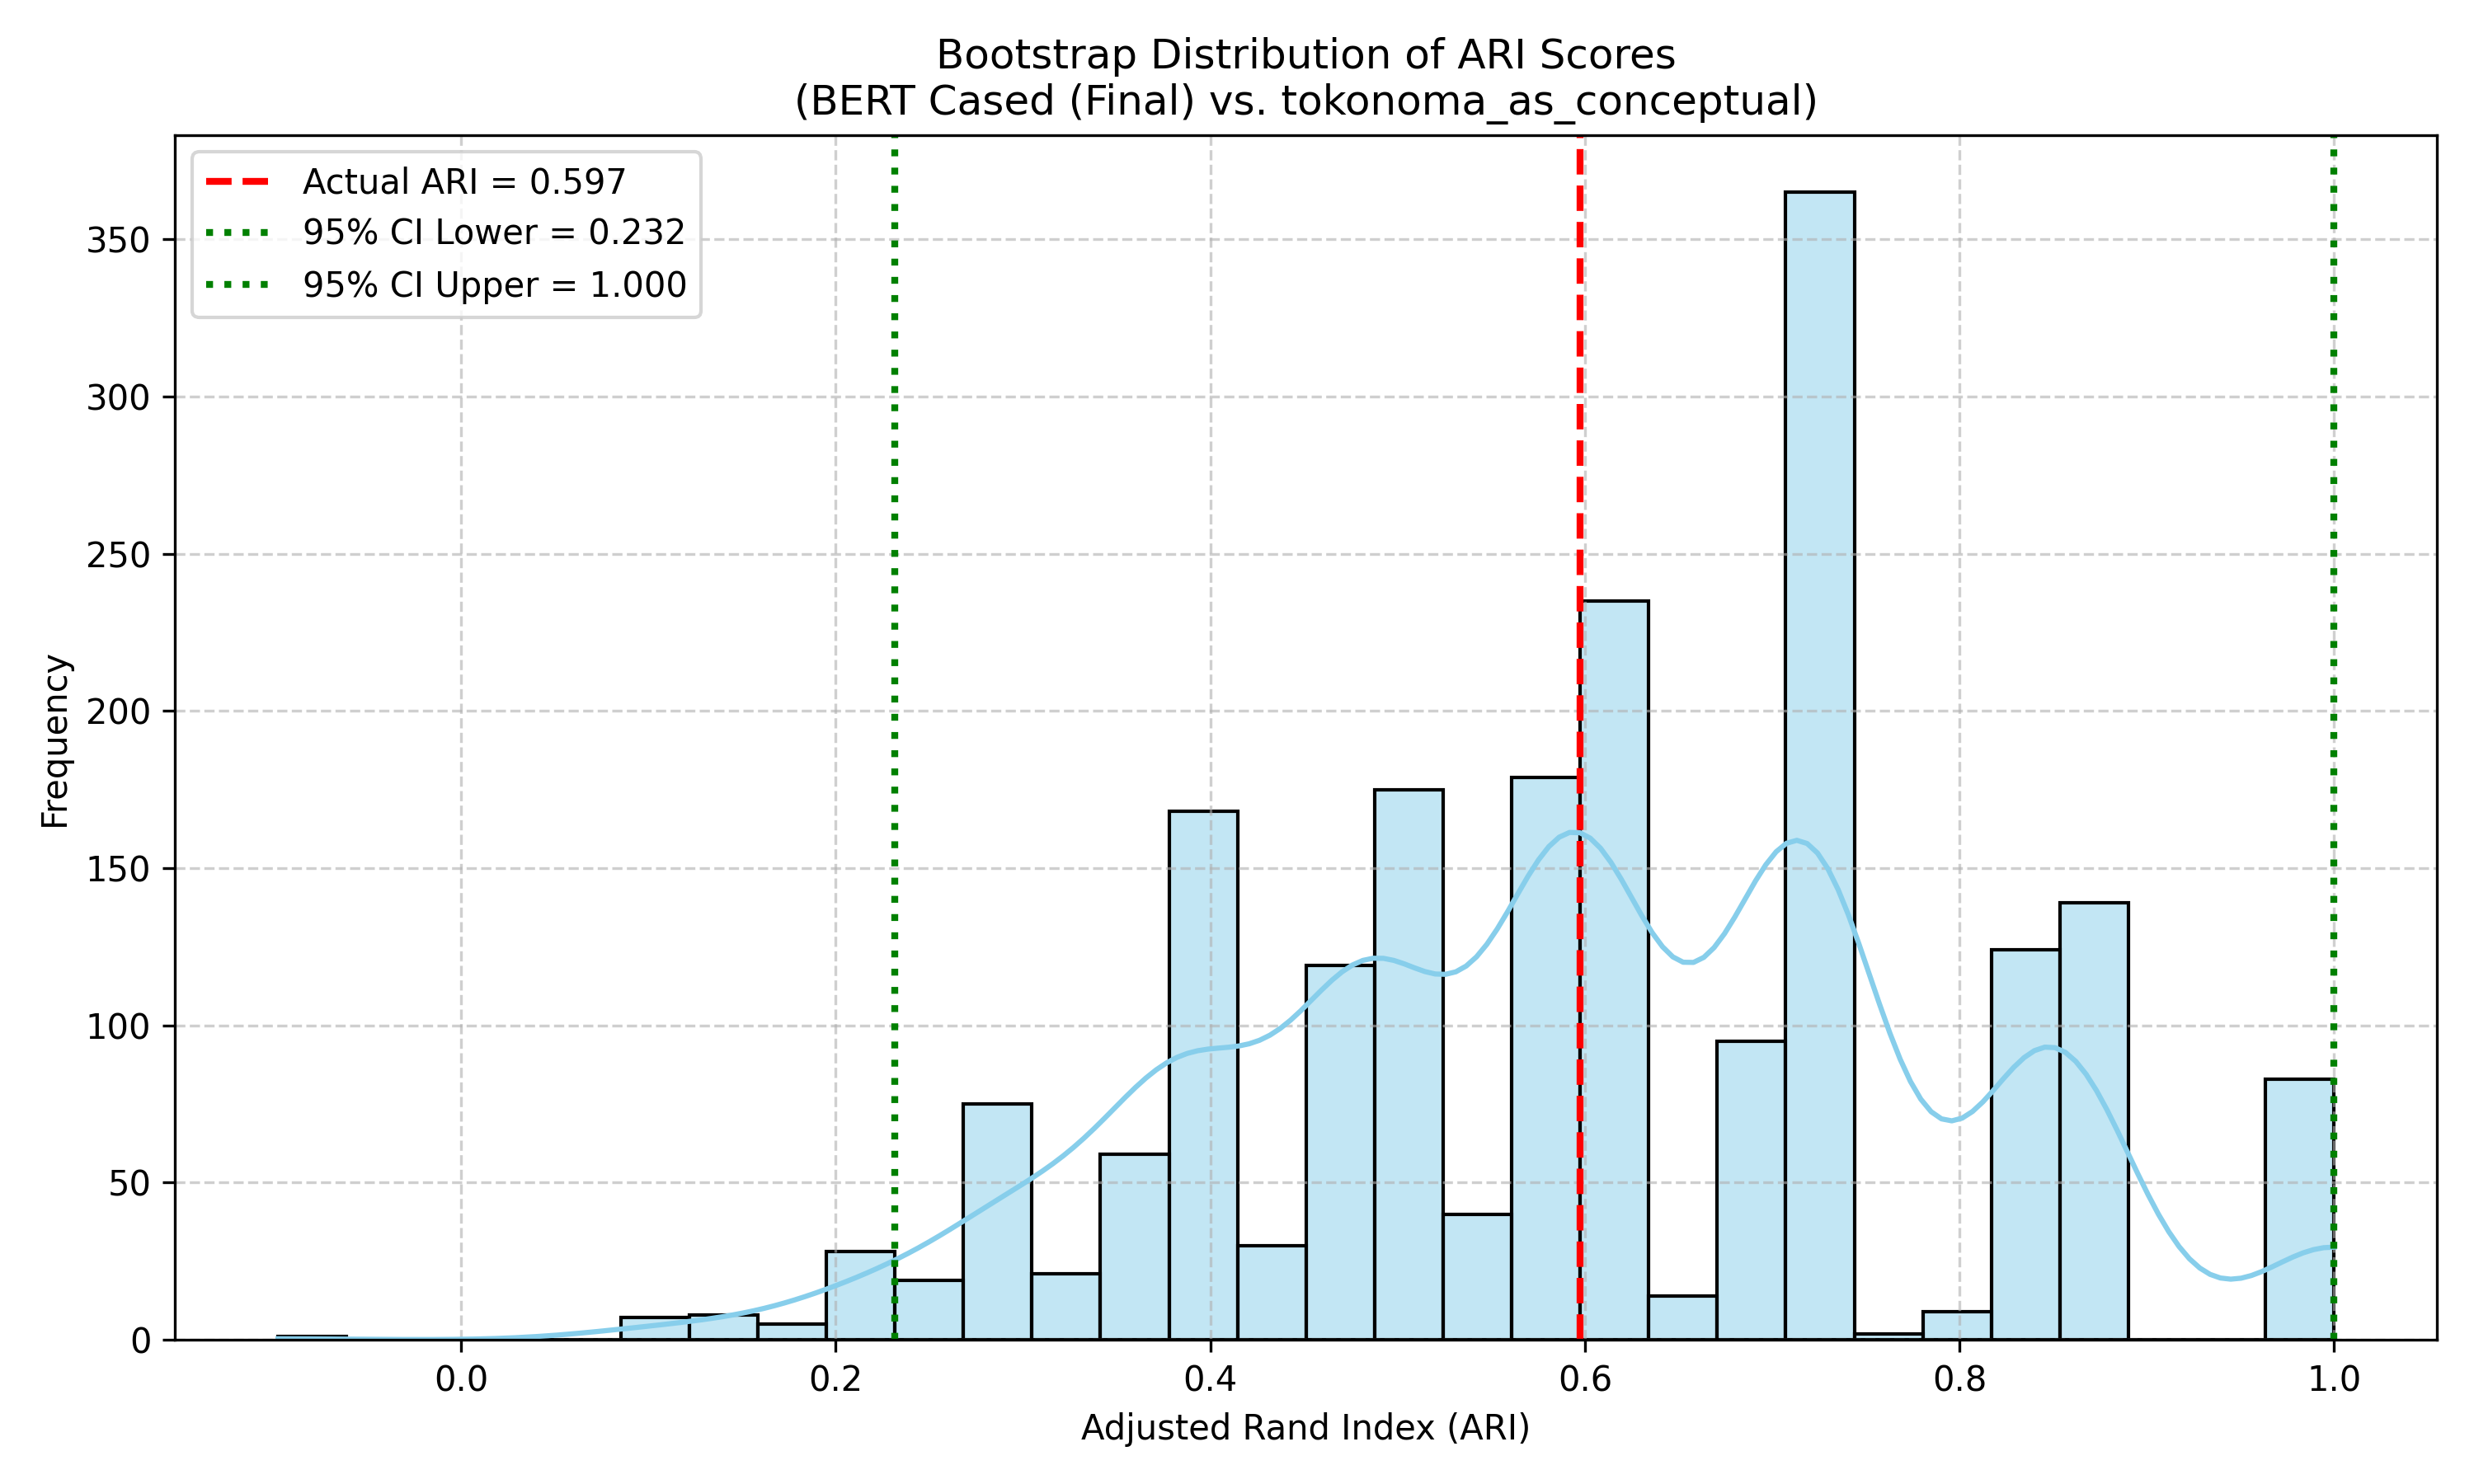 Bootstrap Distribution of ARI Scores
(BERT Cased (Final) vs. tokonoma_as_conceptual)
Actual ARI = 0.597
95% CI Lower = 0.232
95% CI Upper = 1.000
Frequency
350
300
250
200
150
100
50
0
0.0 0.2 0.4 0.6 0.8 1.0
Adjusted Rand Index (ARI)